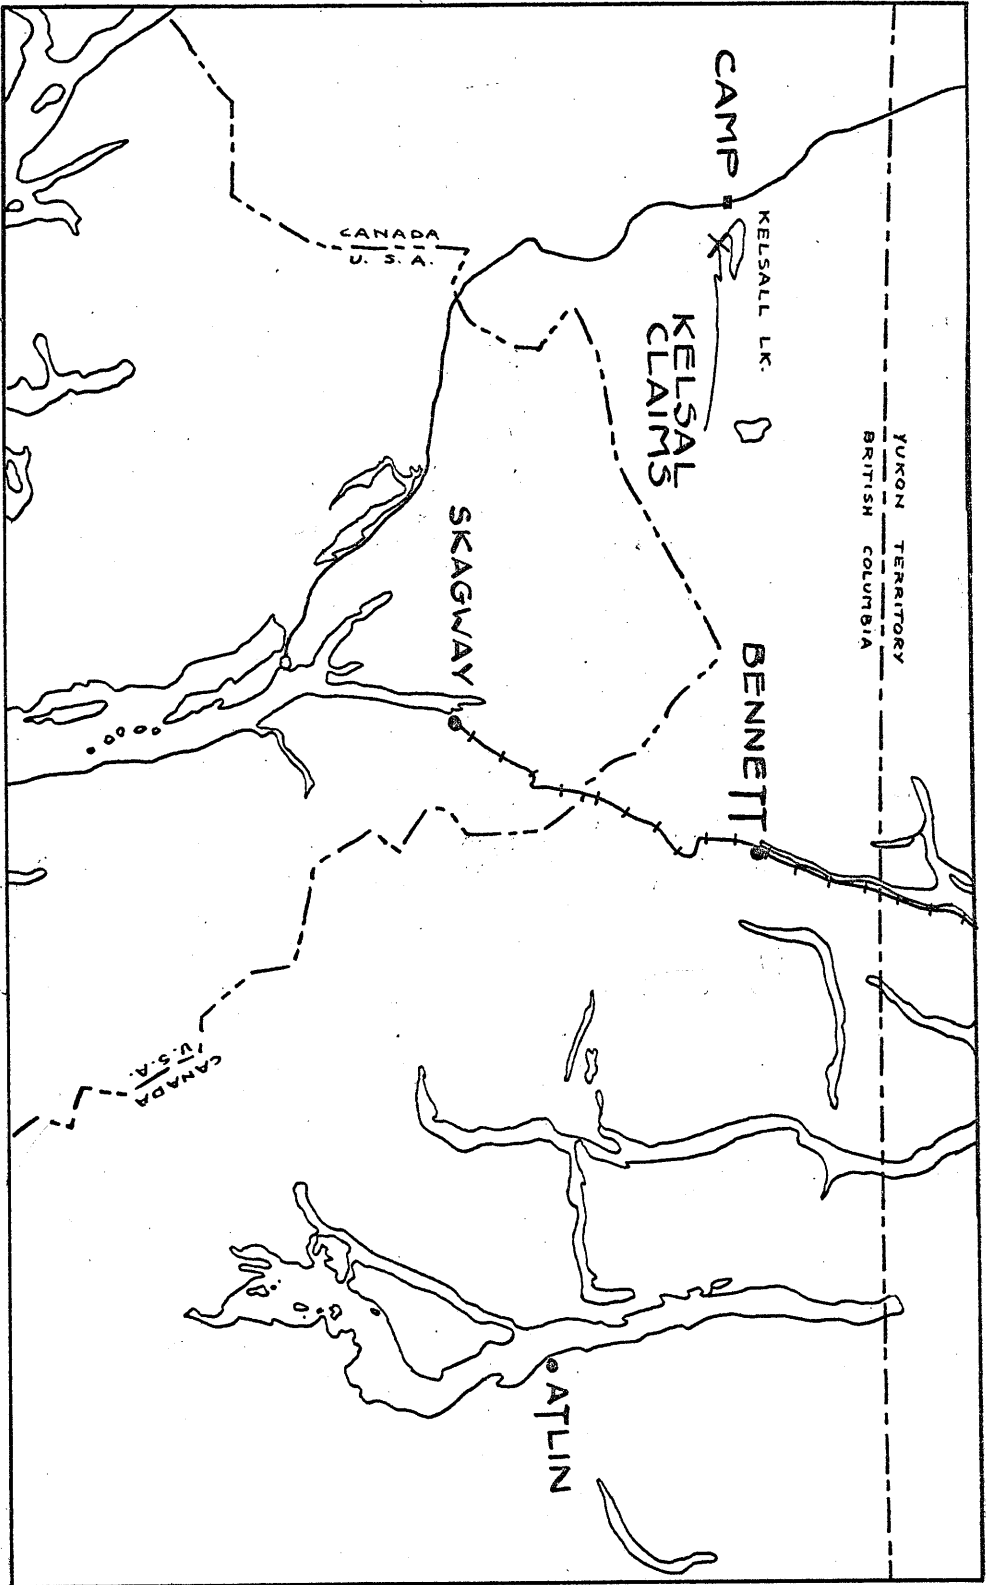 YUKON TERRITORY
BRITISH COLUMBIA
CAMP
KELSALL LK.
KELSAL
CLAIMS
BENNETT
SKAGWAY
ATLIN
CANADA
U. S. A.
CANADA
U.S.A.